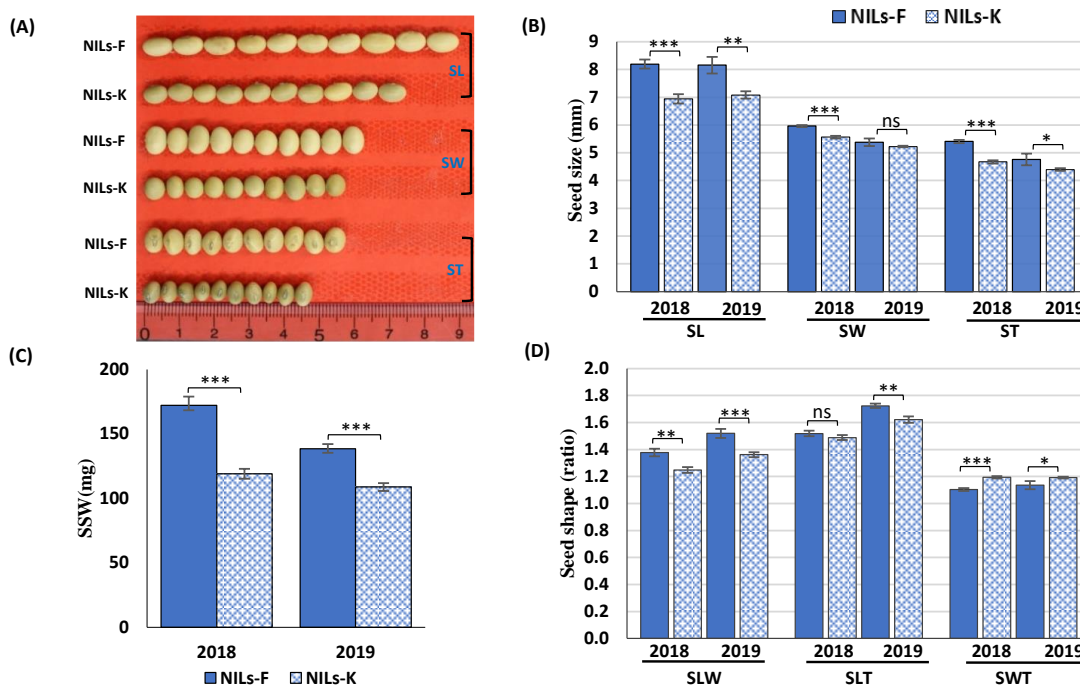 (A)
NILs-F
NILs-K
NILs-F
NILs-K
NILs-F
NILs-K
SL
SW
ST
0 1 2 3 4 5 6 7 8 9
(B)
NILs-F NILs-K
Seed size (mm)
9
8
7
6
5
4
3
2
1
0
*** ** *** ns *** *
2018 2019 2018 2019 2018 2019
SL SW ST
(C)
SSW(mg)
200
150
100
50
0
*** ***
2018 2019
NILs-F NILs-K
(D)
Seed shape (ratio)
2.0
1.8
1.6
1.4
1.2
1.0
0.8
0.6
0.4
0.2
0.0
** *** ns ** *** *
2018 2019 2018 2019 2018 2019
SLW SLT SWT